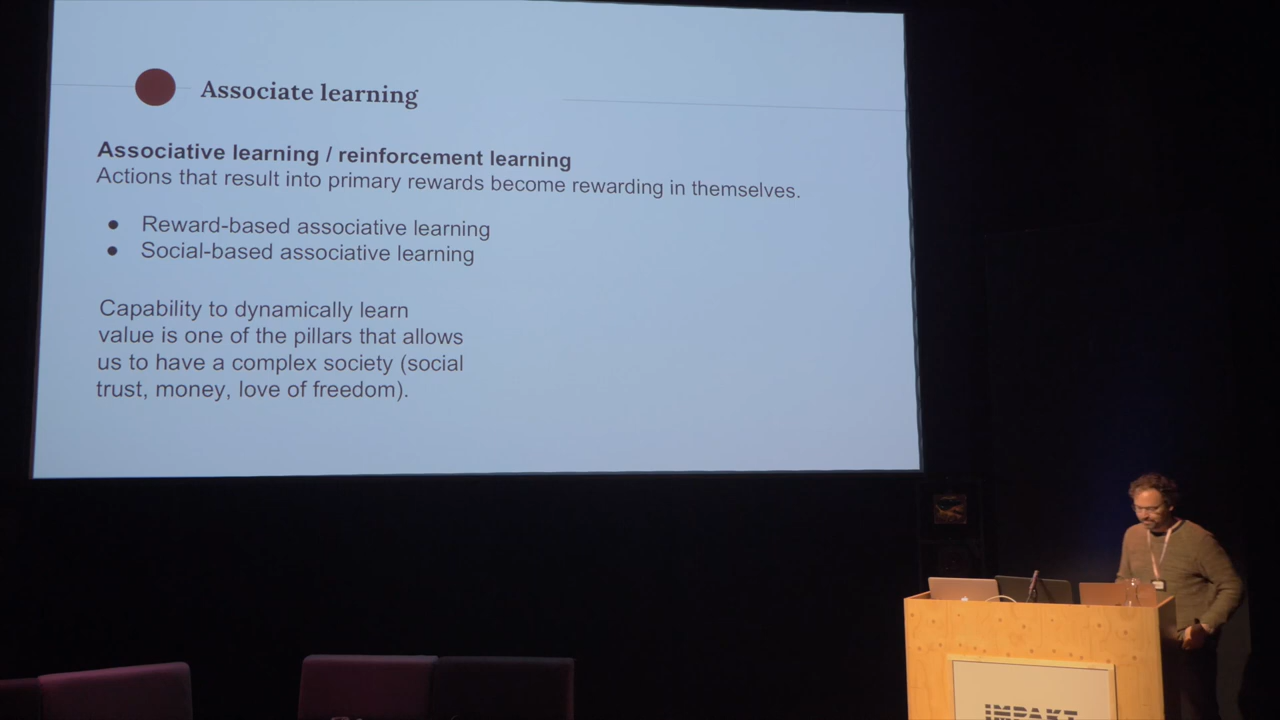 Associate learning
Associative learning / reinforcement learning
Actions that result into primary rewards become rewarding in themselves.
● Reward-based associative learning
● Social-based associative learning
Capability to dynamically learn
value is one of the pillars that allows
us to have a complex society (social
trust, money, love of freedom).
IMPAKT